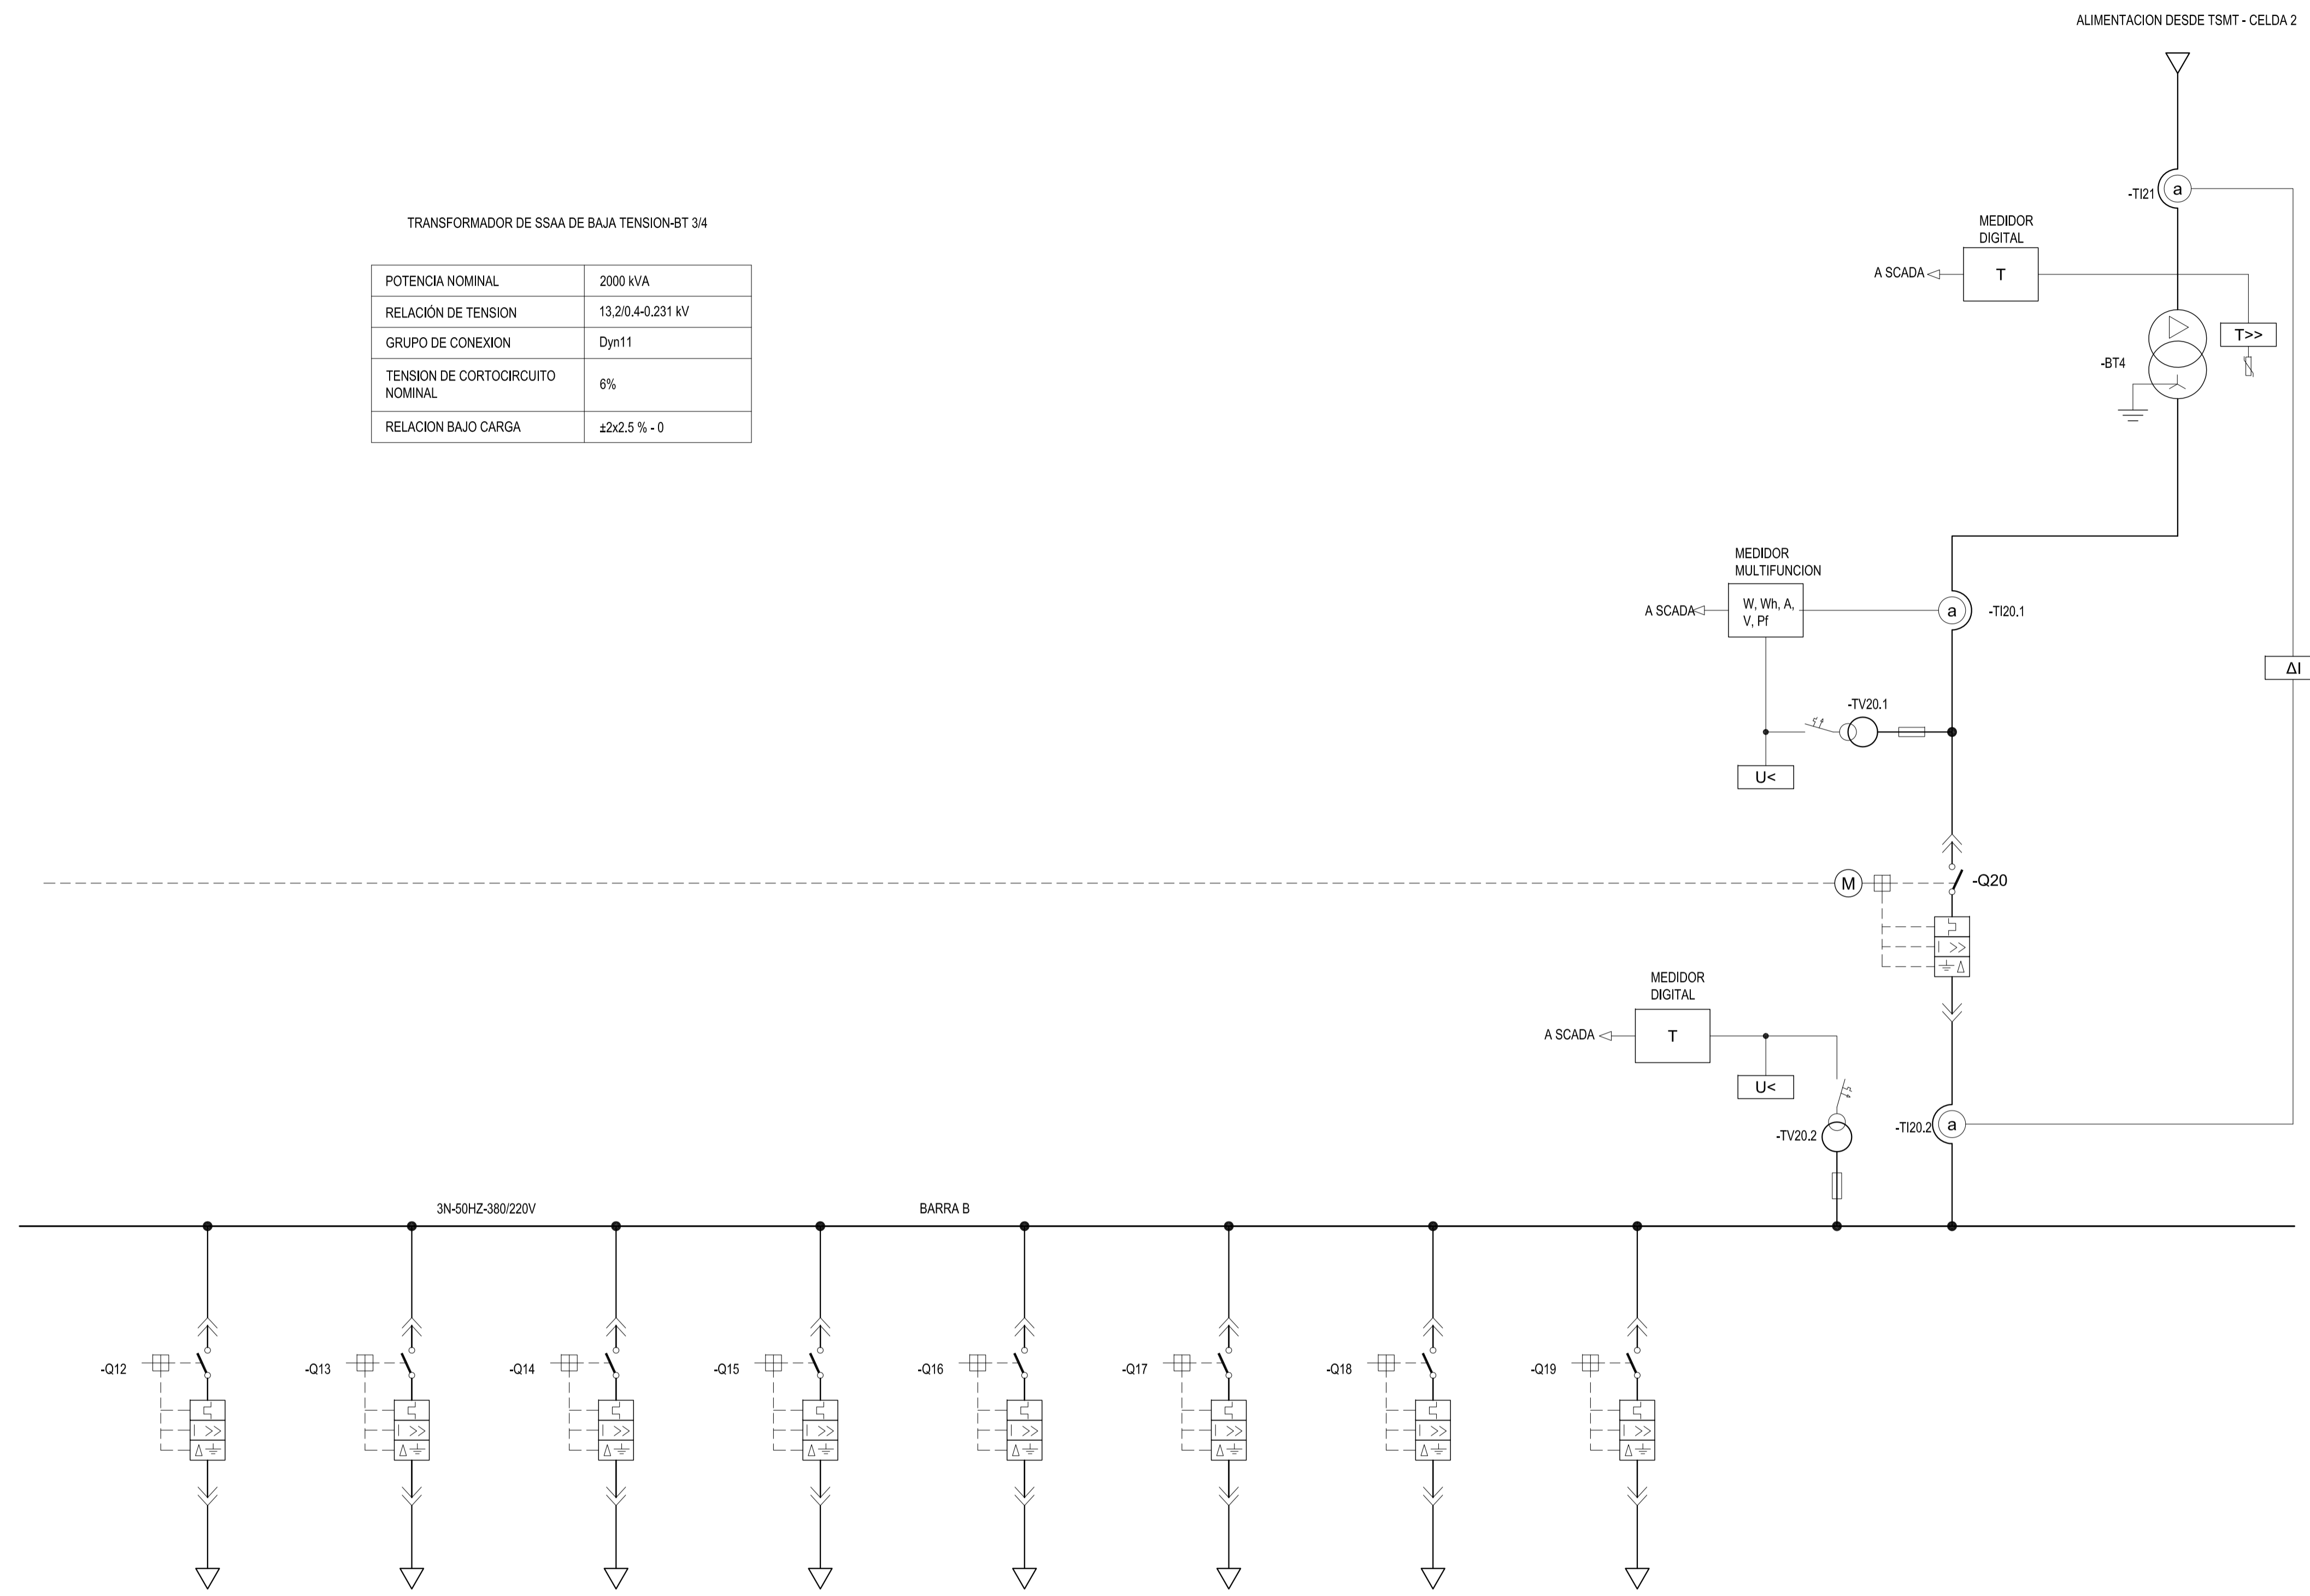 ALIMENTACION DESDE TSMT - CELDA 2
-TI21
a
TRANSFORMADOR DE SSAA DE BAJA TENSION-BT 3/4
MEDIDOR
DIGITAL
A SCADA
T
POTENCIA NOMINAL 2000 kVA
RELACIÓN DE TENSION 13,2/0.4-0.231 kV
GRUPO DE CONEXION Dyn11
TENSION DE CORTOCIRCUITO
NOMINAL
6%
RELACION BAJO CARGA ±2x2.5 % - 0
T>>
-BT4
MEDIDOR
MULTIFUNCION
A SCADA
W, Wh, A,
V, Pf
a
-TI20.1
ΔI
-TV20.1
U<
M
-Q20
I >>
Δ
MEDIDOR
DIGITAL
A SCADA
T
U<
-TV20.2
-TI20.2
a
3N-50HZ-380/220V
BARRA B
-Q12
-Q13
-Q14
-Q15
-Q16
-Q17
-Q18
-Q19
I >>
I >>
I >>
I >>
I >>
I >>
I >>
I >>
Δ
Δ
Δ
Δ
Δ
Δ
Δ
Δ